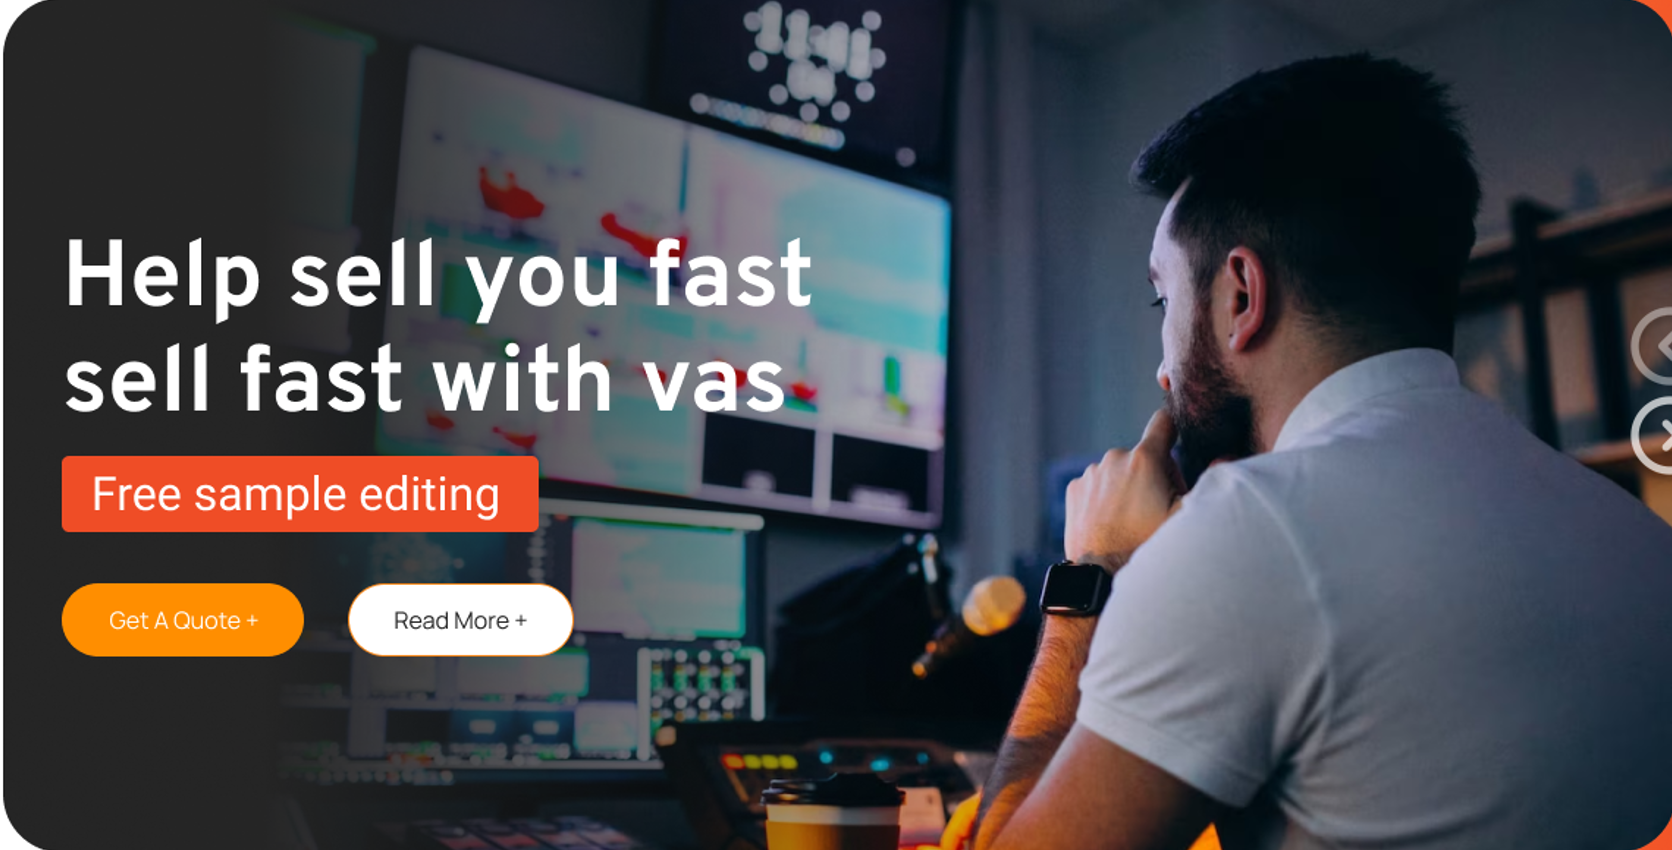 Help sell you fast
sell fast with vas
Free sample editing
Get A Quote +
Read More +